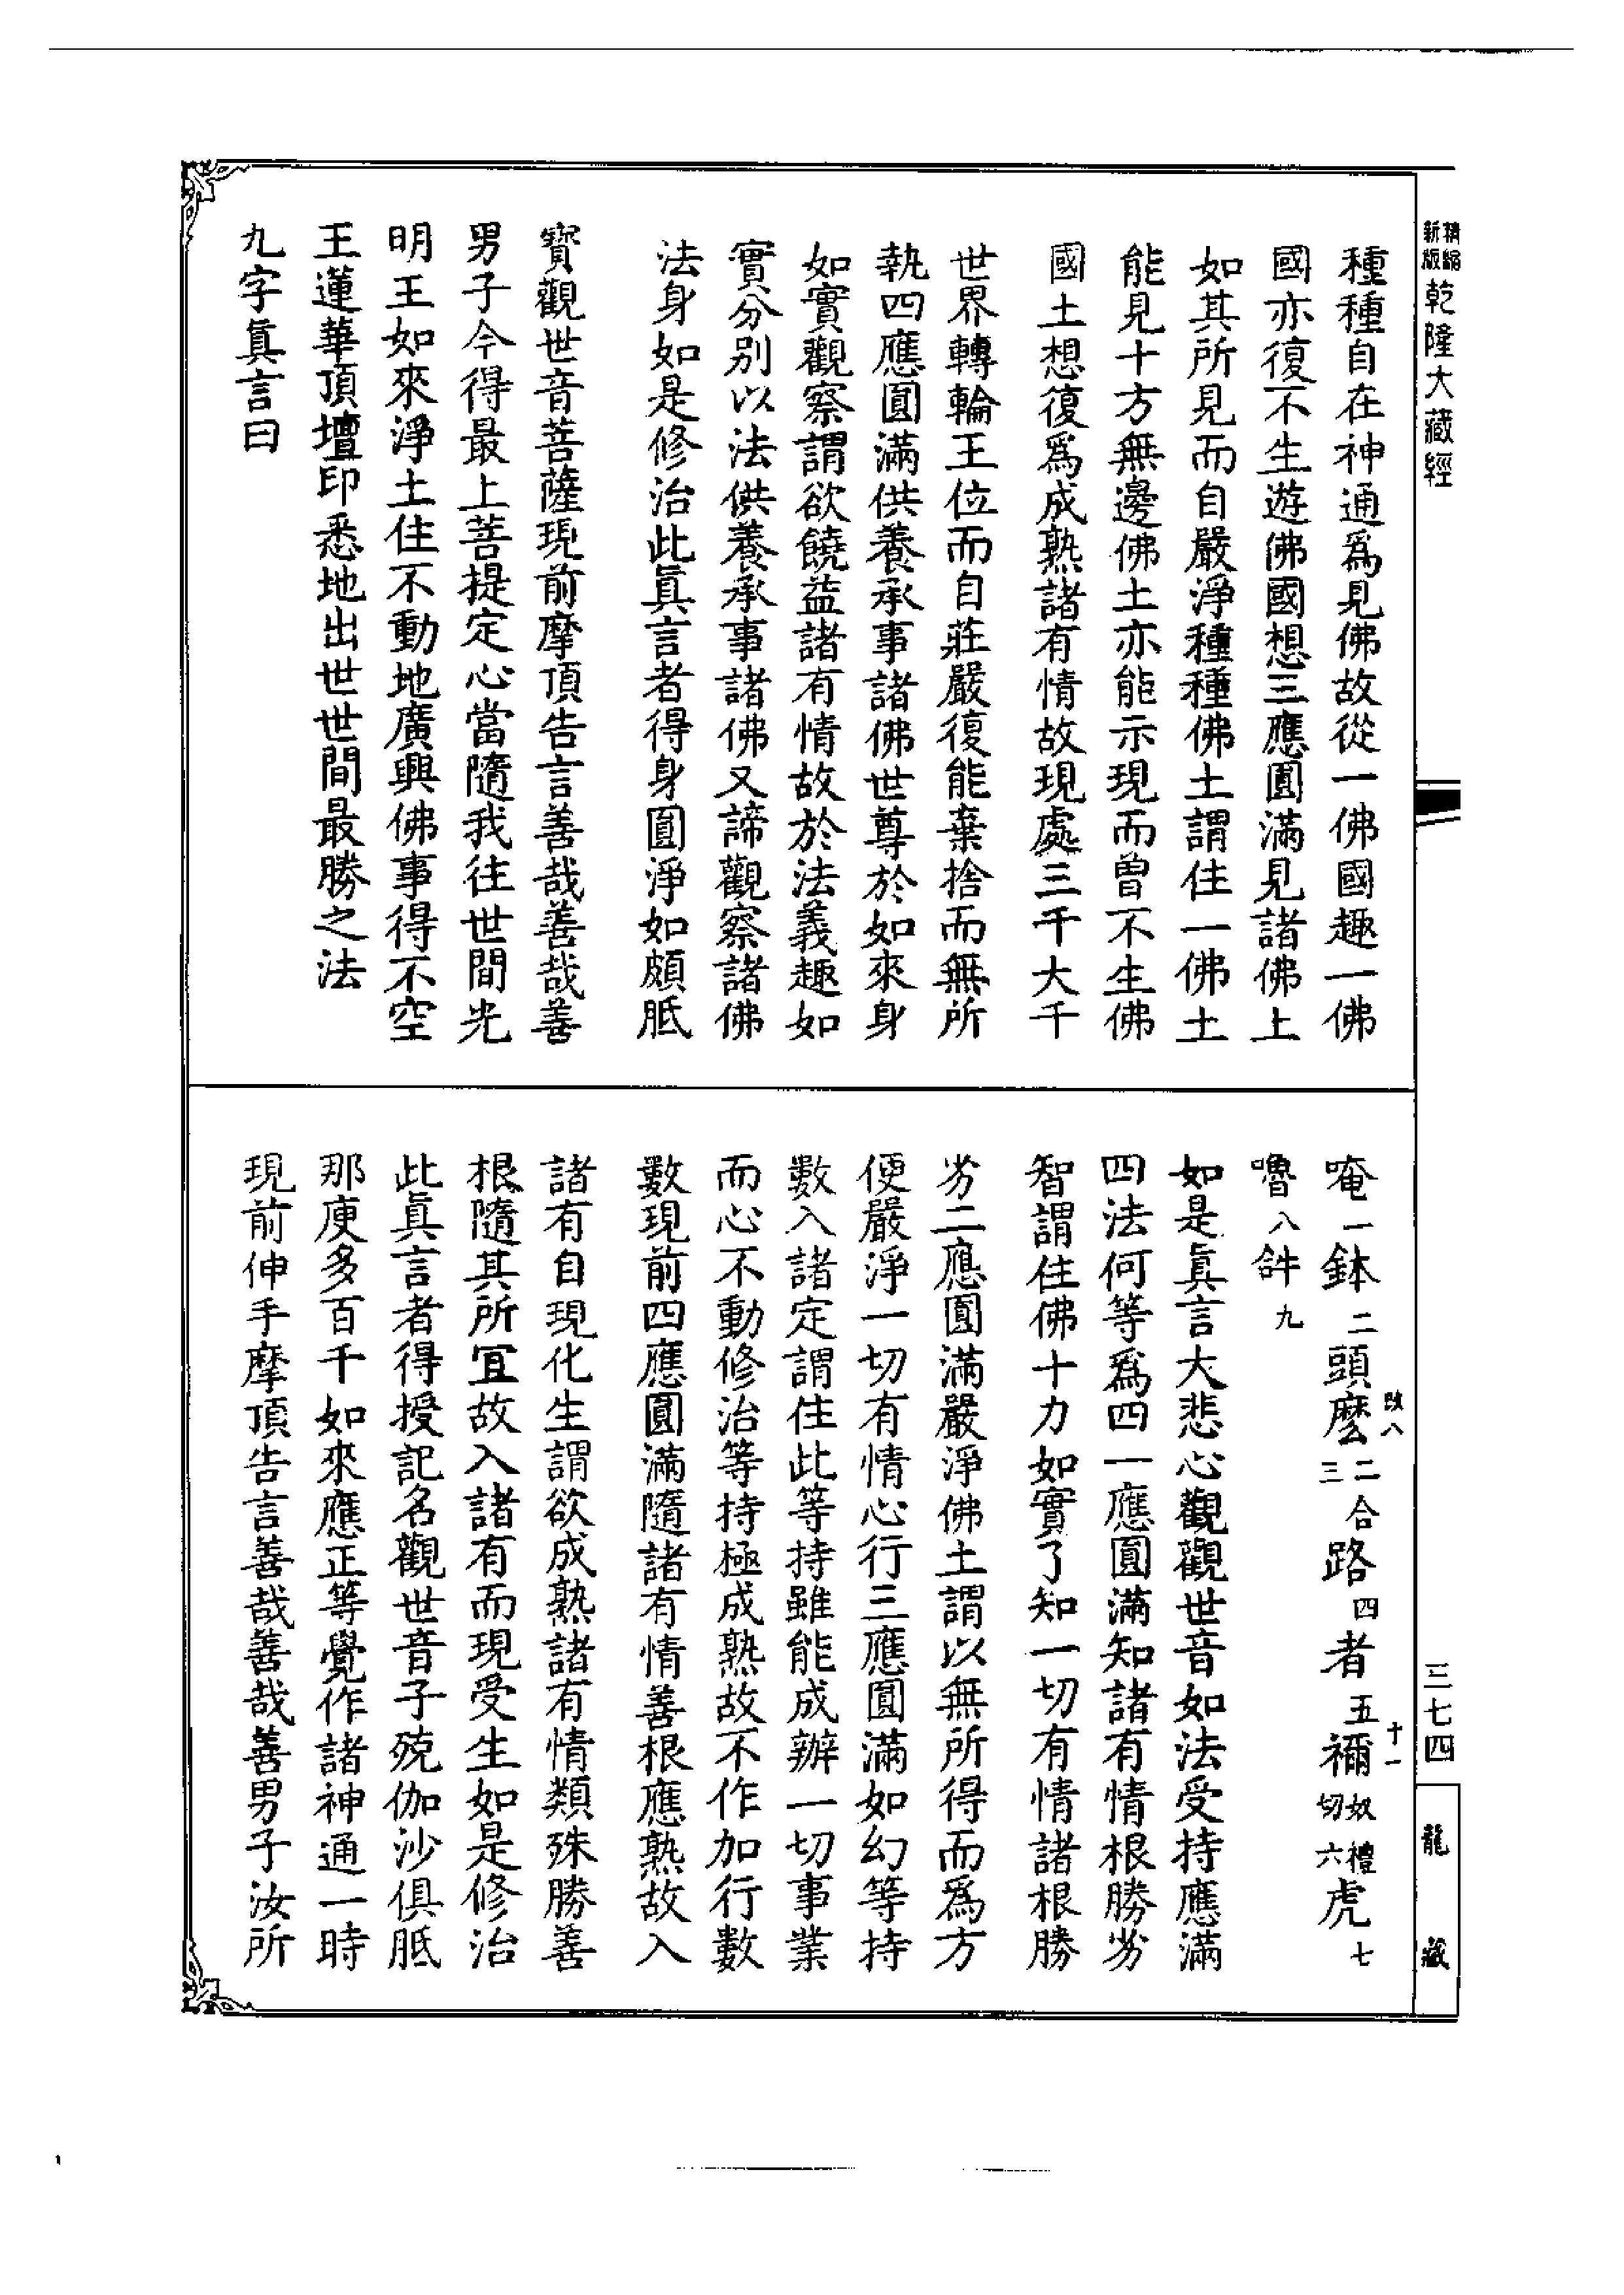 精編
新版
乾隆大藏經
種種自在神通爲見佛故從一佛國趣一佛
國亦復不生遊佛國想三應圓滿見諸佛上
如其所見而自嚴淨種種佛土謂住一佛土
能見十方無邊佛土亦能示現而曾不生佛
國土想復爲成熟諸有情故現處三千大千
世界轉輪王位而自莊嚴復能棄捨而無所
執四應圓滿供養承事諸佛世尊於如來身
如實觀察謂欲饒益諸有情故於法義趣如
實分別以法供養承事諸佛又諦觀察諸佛
法身如是修治此眞言者得身圓淨如頗胝
寶觀世音菩薩現前摩頂告言善哉善哉善
男子今得最上菩提定心當隨我往世間光
明王如來淨土住不動地廣興佛事得不空
王蓮華頂壇印悉地出世世間最勝之法
九字眞言曰
唵一鉢二頭麽二合三路四者五禰奴禮切六虎七
嚕八𤙖九
如是眞言大悲心觀觀世音如法受持應滿
四法何等爲四一應圓滿知諸有情根勝劣
智謂住佛十力如實了知一切有情諸根勝
劣二應圓滿嚴淨佛土謂以無所得而爲方
便嚴淨一切有情心行三應圓滿如幻等持
數入諸定謂住此等持雖能成辦一切事業
而心不動修治等持極成熟故不作加行數
數現前四應圓滿隨諸有情善根應熟故入
諸有自現化生謂欲成熟諸有情類殊勝善
根隨其所宜故入諸有而現受生如是修治
此眞言者得授記名觀世音子殑伽沙俱胝
那庾多百千如來應正等覺作諸神通一時
現前伸手摩頂告言善哉善哉善男子汝所
改八
十一
三七四
龍藏